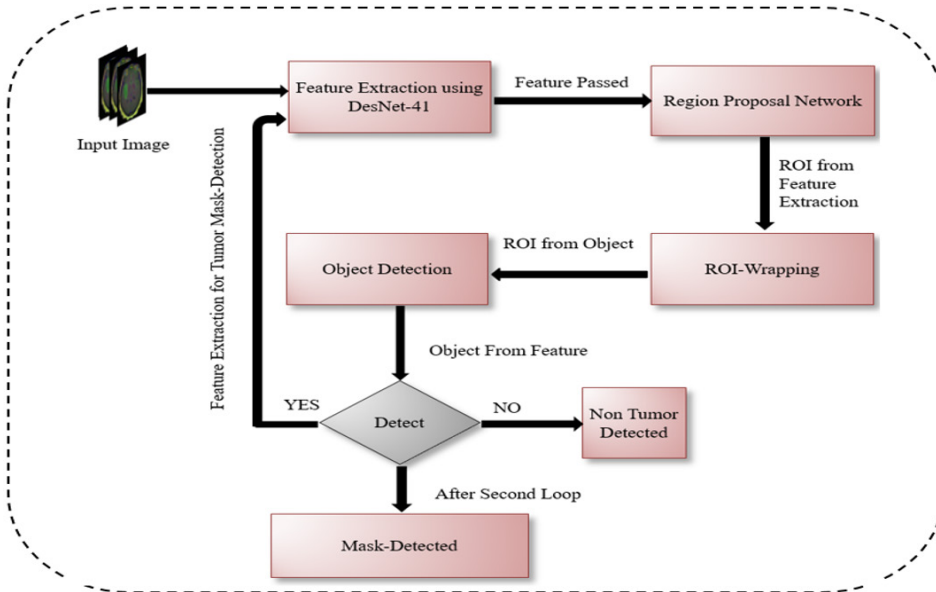 Input Image
Feature Extraction using
DesNet-41
Feature Passed
Region Proposal Network
ROI from
Feature
Extraction
ROI-Wrapping
ROI from Object
Object Detection
Feature Extraction for Tumor Mask-Detection
Object From Feature
YES
Detect
NO
Non Tumor
Detected
After Second Loop
Mask-Detected